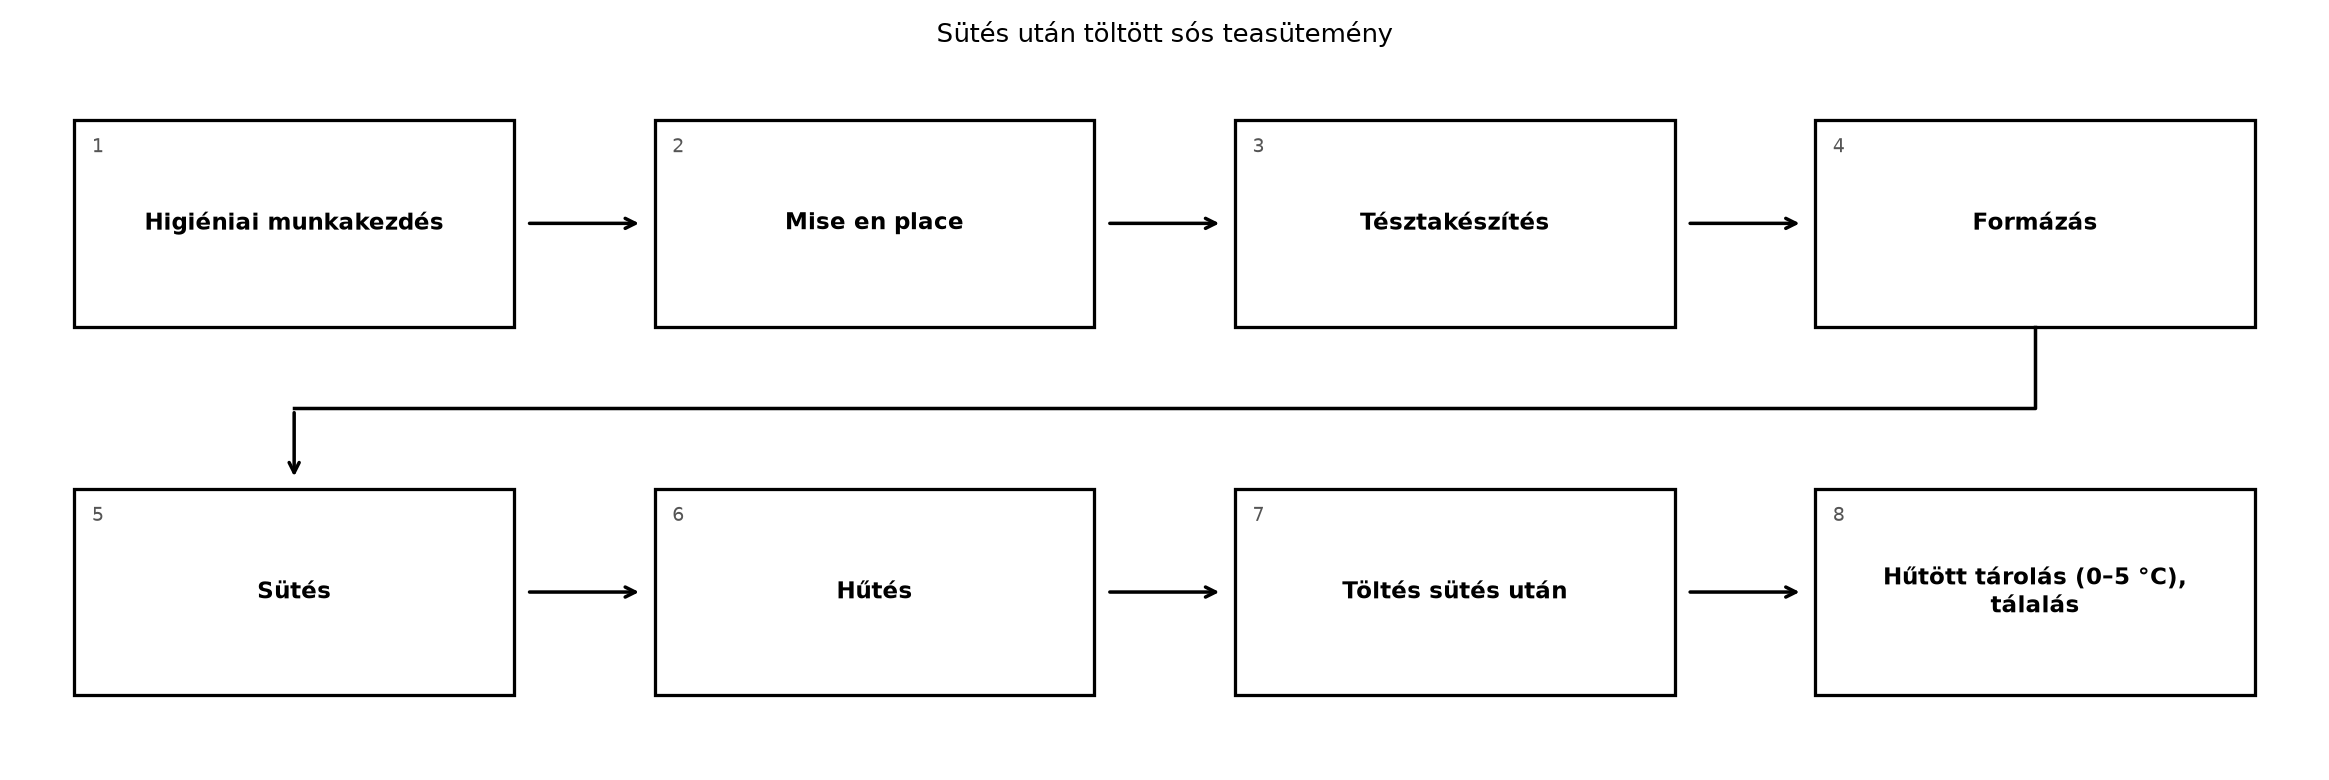 Sütés után töltött sós teasütemény
1
Higiéniai munkakezdés
2
Mise en place
3
Tésztakészítés
4
Formázás
5
Sütés
6
Hűtés
7
Töltés sütés után
8
Hűtött tárolás (0–5 °C),
tálalás